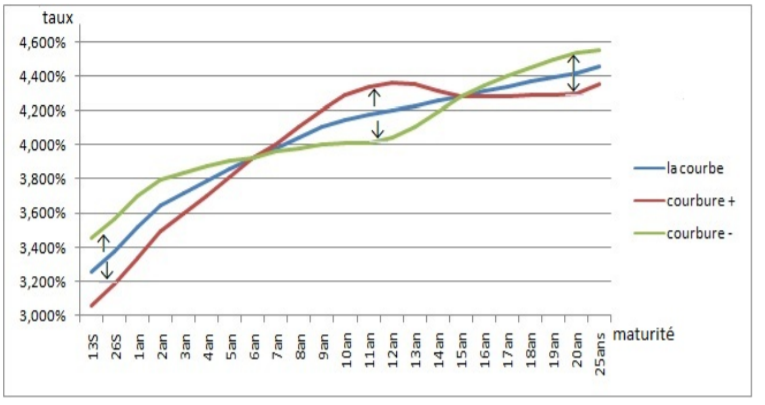 taux
4,600%
4,400%
4,200%
4,000%
3,800%
3,600%
3,400%
3,200%
3,000%
13S
26S
1an
2an
3an
4an
5an
6an
7an
8an
9an
10an
11an
12an
13an
14an
15an
16an
17an
18an
19an
20an
25ans
maturité
la courbe
courbure +
courbure -